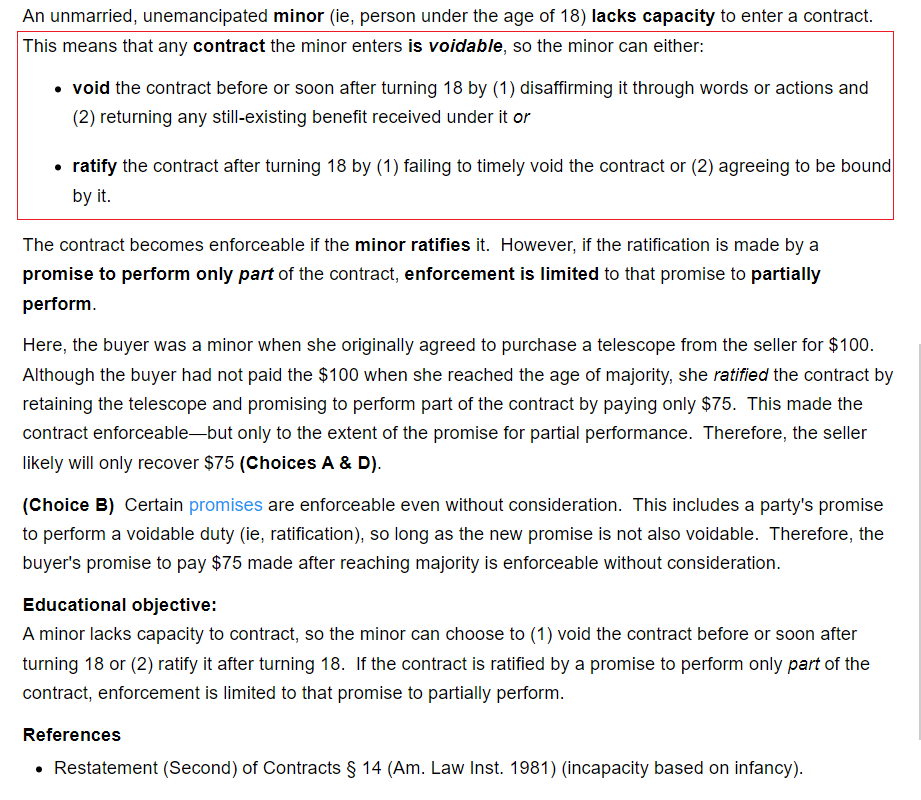 An unmarried, unemancipated minor (ie, person under the age of 18) lacks capacity to enter a contract.
This means that any contract the minor enters is voidable, so the minor can either:
• void the contract before or soon after turning 18 by (1) disaffirming it through words or actions and
(2) returning any still-existing benefit received under it or
• ratify the contract after turning 18 by (1) failing to timely void the contract or (2) agreeing to be bound
by it.
The contract becomes enforceable if the minor ratifies it. However, if the ratification is made by a
promise to perform only part of the contract, enforcement is limited to that promise to partially
perform.
Here, the buyer was a minor when she originally agreed to purchase a telescope from the seller for $100.
Although the buyer had not paid the $100 when she reached the age of majority, she ratified the contract by
retaining the telescope and promising to perform part of the contract by paying only $75. This made the
contract enforceable—but only to the extent of the promise for partial performance. Therefore, the seller
likely will only recover $75 (Choices A & D).
(Choice B) Certain promises are enforceable even without consideration. This includes a party's promise
to perform a voidable duty (ie, ratification), so long as the new promise is not also voidable. Therefore, the
buyer's promise to pay $75 made after reaching majority is enforceable without consideration.
Educational objective:
A minor lacks capacity to contract, so the minor can choose to (1) void the contract before or soon after
turning 18 or (2) ratify it after turning 18. If the contract is ratified by a promise to perform only part of the
contract, enforcement is limited to that promise to partially perform.
References
• Restatement (Second) of Contracts § 14 (Am. Law Inst. 1981) (incapacity based on infancy).